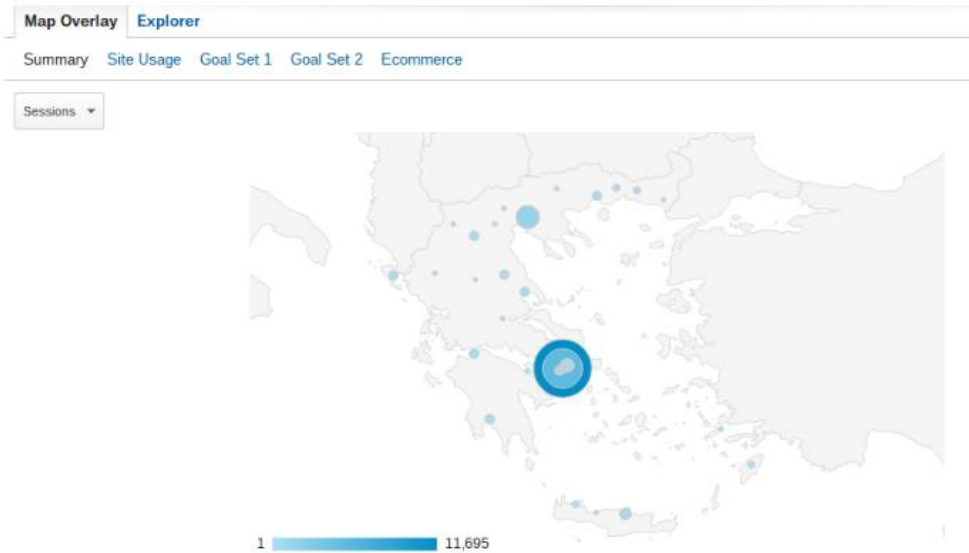 Map Overlay Explorer
Summary Site Usage Goal Set 1 Goal Set 2 Ecommerce
Sessions
1 11,695